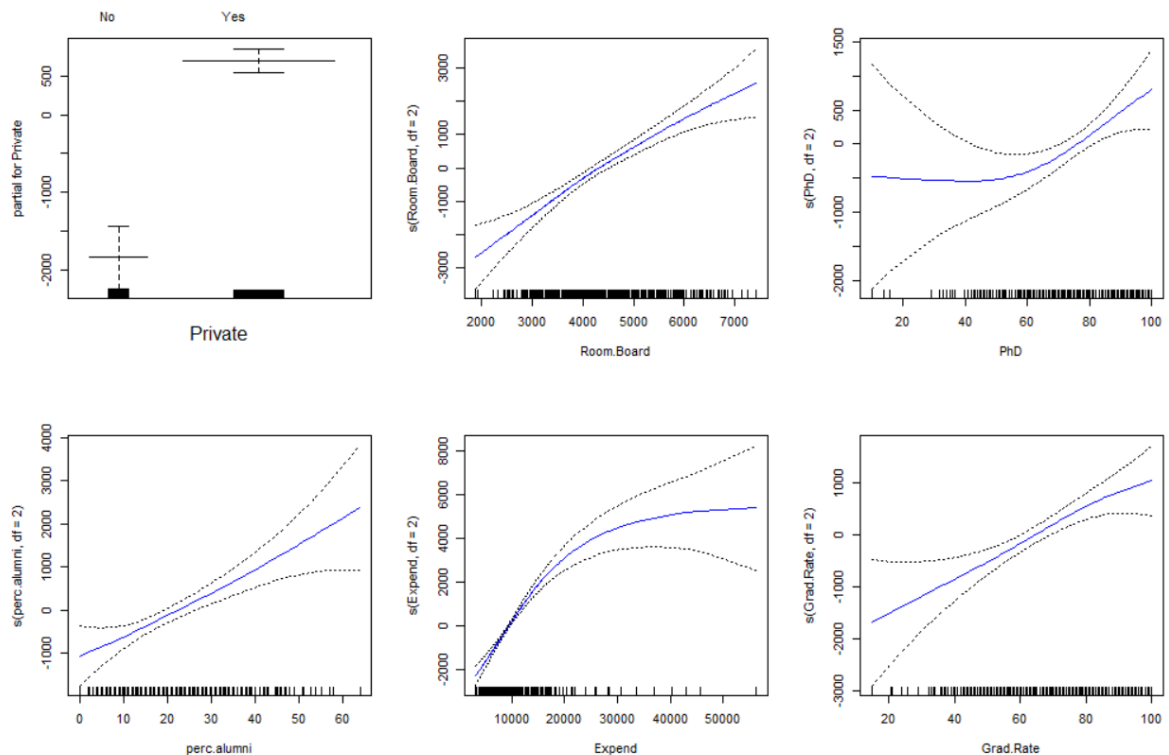 No Yes
partial for Private
500
0
-1000
-2000
Private
s(Room.Board, df = 2)
3000
1000
0
-1000
-3000
2000 3000 4000 5000 6000 7000
Room.Board
s(PhD, df = 2)
1500
500
0
-1000
-2000
20 40 60 80 100
PhD
s(perc.alumni, df = 2)
4000
3000
2000
1000
0
-1000
0 10 20 30 40 50 60
perc.alumni
s(Expend, df = 2)
8000
6000
4000
2000
0
-2000
10000 20000 30000 40000 50000
Expend
s(Grad.Rate, df = 2)
1000
0
-1000
-3000
20 40 60 80 100
Grad.Rate